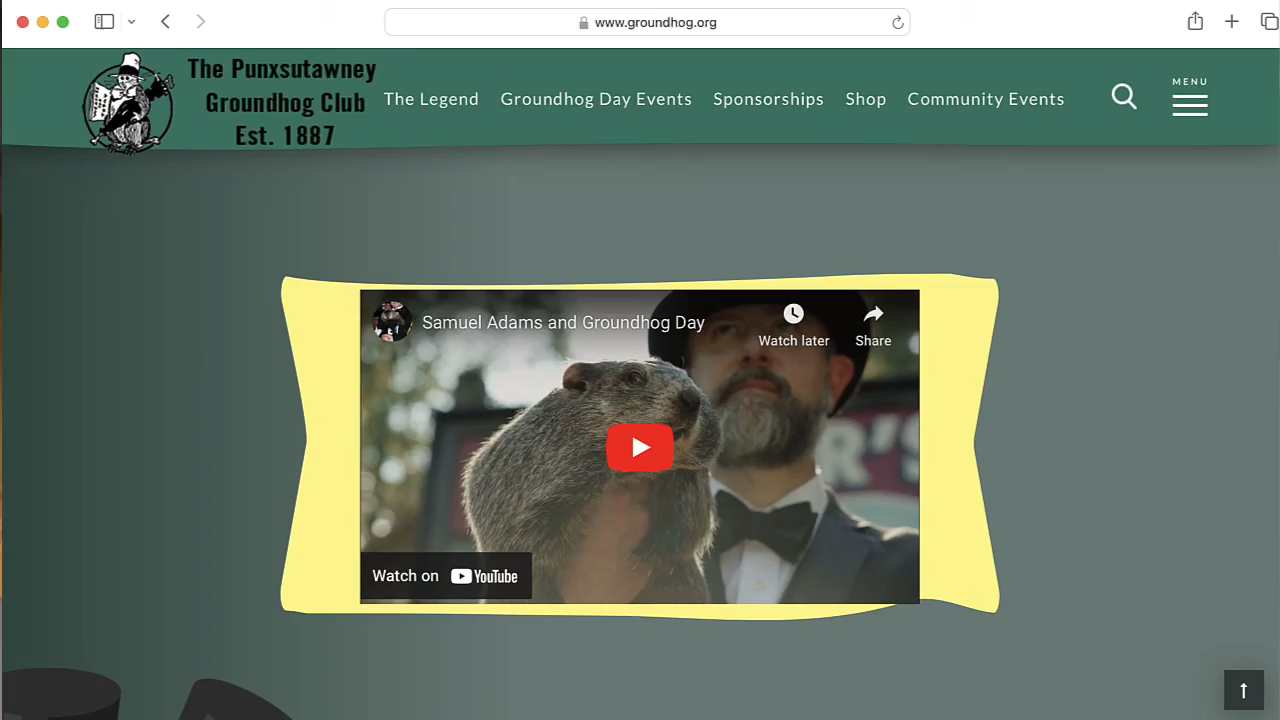 www.groundhog.org
The Punxsutawney
Groundhog Club
Est. 1887
The Legend
Groundhog Day Events
Sponsorships
Shop
Community Events
MENU
Samuel Adams and Groundhog Day
Watch later
Share
R'S
Watch on YouTube